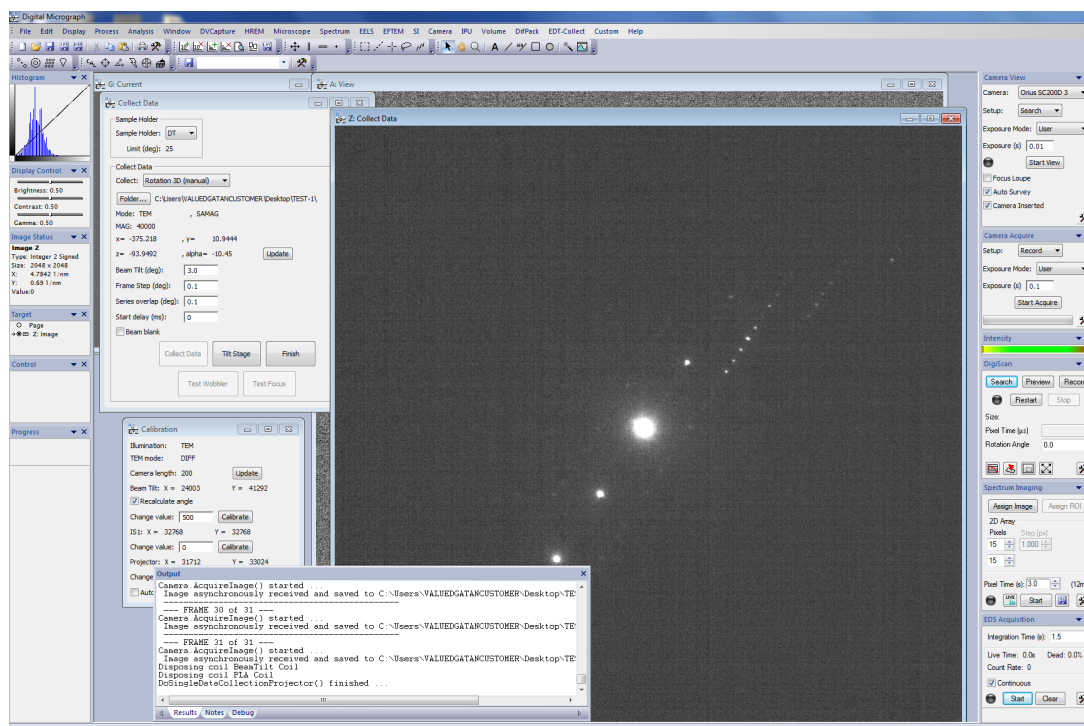 Digital Micrograph
File Edit Display Process Analysis Window DVCapture HREM Microscope Spectrum EELS EFTEM SI Camera IPU Volume DifPack EDT-Collect Custom Help
Histogram
Display Control
Brightness: 0.50
Contrast: 0.50
Gamma: 0.50
Image Status
Image Z
Type: Integer 2 Signed
Size: 2048 x 2048
X: 4.7842 1/nm
Y: 0.69 1/nm
Value:0
Target
Page
Z: Image
Control
Progress
G: Current
A: View
Collect Data
Sample Holder
Sample Holder: DT
Limit (deg): 25
Collect Data
Collect: Rotation 3D (manual)
Folder... C:\Users\VALUEDGATANCUSTOMER\Desktop\TEST-1\
Mode: TEM , SAMAG
MAG: 40000
x= -375.218 , y= 10.9444
z= -93.9492 , alpha= -10.45 Update
Beam Tilt (deg): 3.0
Frame Step (deg): 0.1
Series overlap (deg): 0.1
Start delay (ms): 0
Beam blank
Collect Data Tilt Stage Finish
Test Wobbler Test Focus
Z: Collect Data
Calibration
Illumination: TEM
TEM mode: DIFF
Camera length: 200 Update
Beam Tilt: X = 24003 Y = 41292
Recalculate angle
Change value: 500 Calibrate
IS1: X = 32768 Y = 32768
Change value: 0 Calibrate
Projector: X = 31712 Y = 33024
Change
Auto
Output
Camera.AcquireImage() started ...
Image asynchronously received and saved to C:\Users\VALUEDGATANCUSTOMER\Desktop\TE
--------------------------------------------------
--- FRAME 30 of 31 ---
Camera.AcquireImage() started ...
Image asynchronously received and saved to C:\Users\VALUEDGATANCUSTOMER\Desktop\TE
--------------------------------------------------
--- FRAME 31 of 31 ---
Camera.AcquireImage() started ...
Image asynchronously received and saved to C:\Users\VALUEDGATANCUSTOMER\Desktop\TE
Disposing coil BeamTilt Coil
Disposing coil PLA Coil
DoSingleDataCollectionProjector() finished ...
Results Notes Debug
Camera View
Camera: Orius SC200D 3
Setup: Search
Exposure Mode: User
Exposure (s) 0.01
Start View
Focus Loupe
Auto Survey
Camera Inserted
Camera Acquire
Setup: Record
Exposure Mode: User
Exposure (s) 0.1
Start Acquire
Intensity
DigiScan
Search Preview Recor
Restart Stop
Size:
Pixel Time (µs)
Rotation Angle 0.0
Spectrum Imaging
Assign Image Assign ROI
2D Array
Pixels Step (px)
15 1.000
15
Pixel Time (s): 3.0 (12m
Start
EDS Acquisition
Integration Time (s): 1.5
Live Time: 0.0s Dead: 0.0%
Count Rate: 0
Continuous
Start Clear